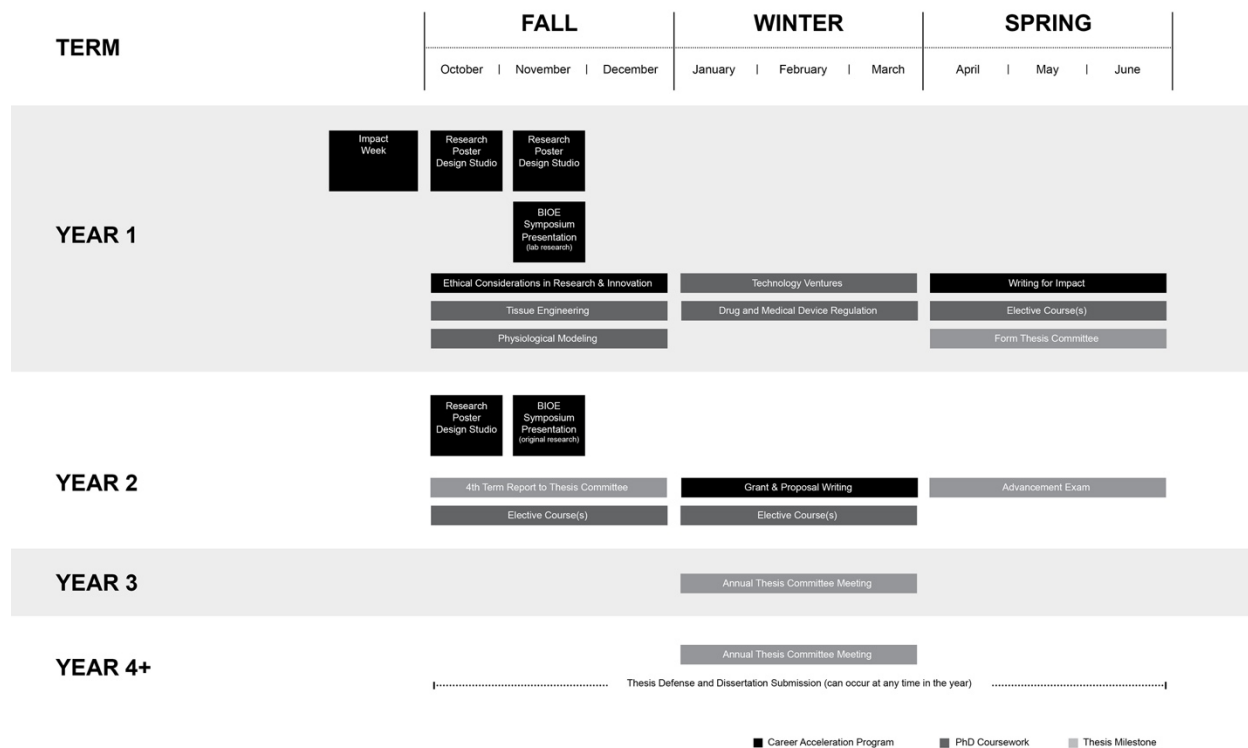 TERM
FALL
WINTER
SPRING
October | November | December
January | February | March
April | May | June
YEAR 1
Impact
Week
Research
Poster
Design Studio
Research
Poster
Design Studio
BIOE
Symposium
Presentation
(lab research)
Ethical Considerations in Research & Innovation
Technology Ventures
Writing for Impact
Tissue Engineering
Drug and Medical Device Regulation
Elective Course(s)
Physiological Modeling
Form Thesis Committee
YEAR 2
Research
Poster
Design Studio
BIOE
Symposium
Presentation
(original research)
4th Term Report to Thesis Committee
Grant & Proposal Writing
Advancement Exam
Elective Course(s)
Elective Course(s)
YEAR 3
Annual Thesis Committee Meeting
YEAR 4+
Annual Thesis Committee Meeting
Thesis Defense and Dissertation Submission (can occur at any time in the year)
Career Acceleration Program
PhD Coursework
Thesis Milestone